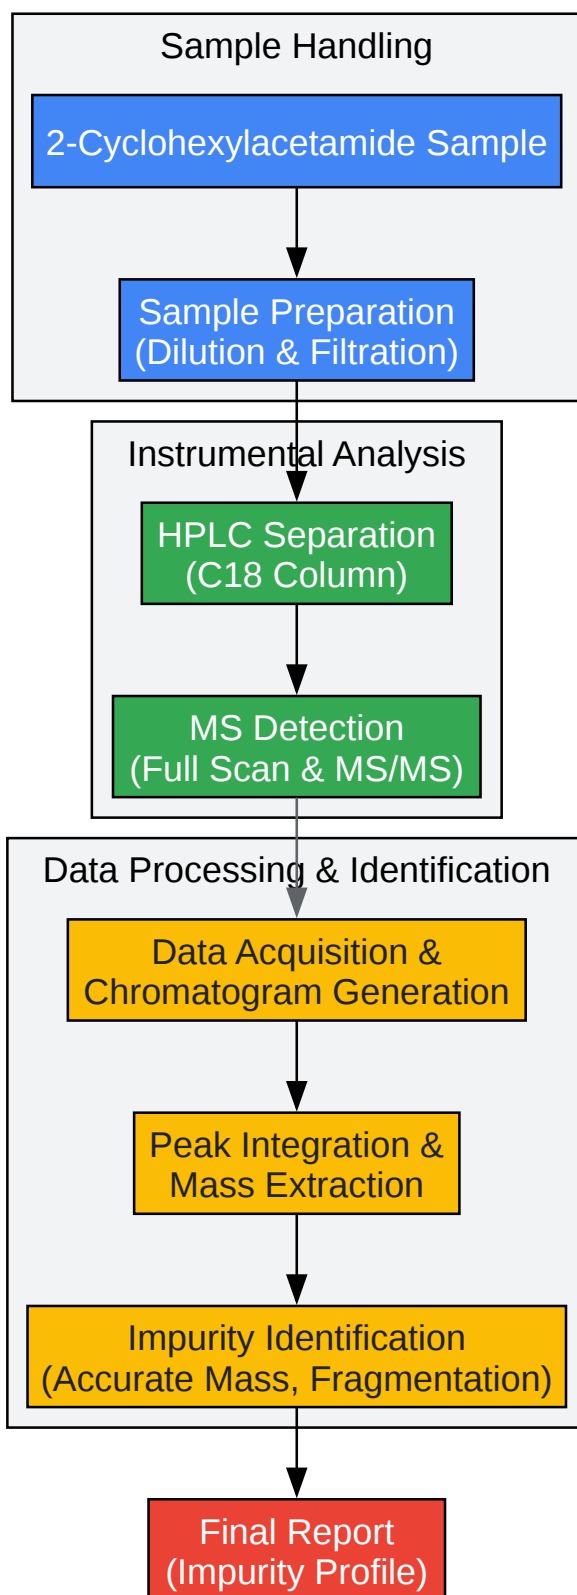 Sample Handling
2-Cyclohexylacetamide Sample
Sample Preparation
(Dilution & Filtration)
Instrumental Analysis
HPLC Separation
(C18 Column)
MS Detection
(Full Scan & MS/MS)
Data Processing & Identification
Data Acquisition &
Chromatogram Generation
Peak Integration &
Mass Extraction
Impurity Identification
(Accurate Mass, Fragmentation)
Final Report
(Impurity Profile)